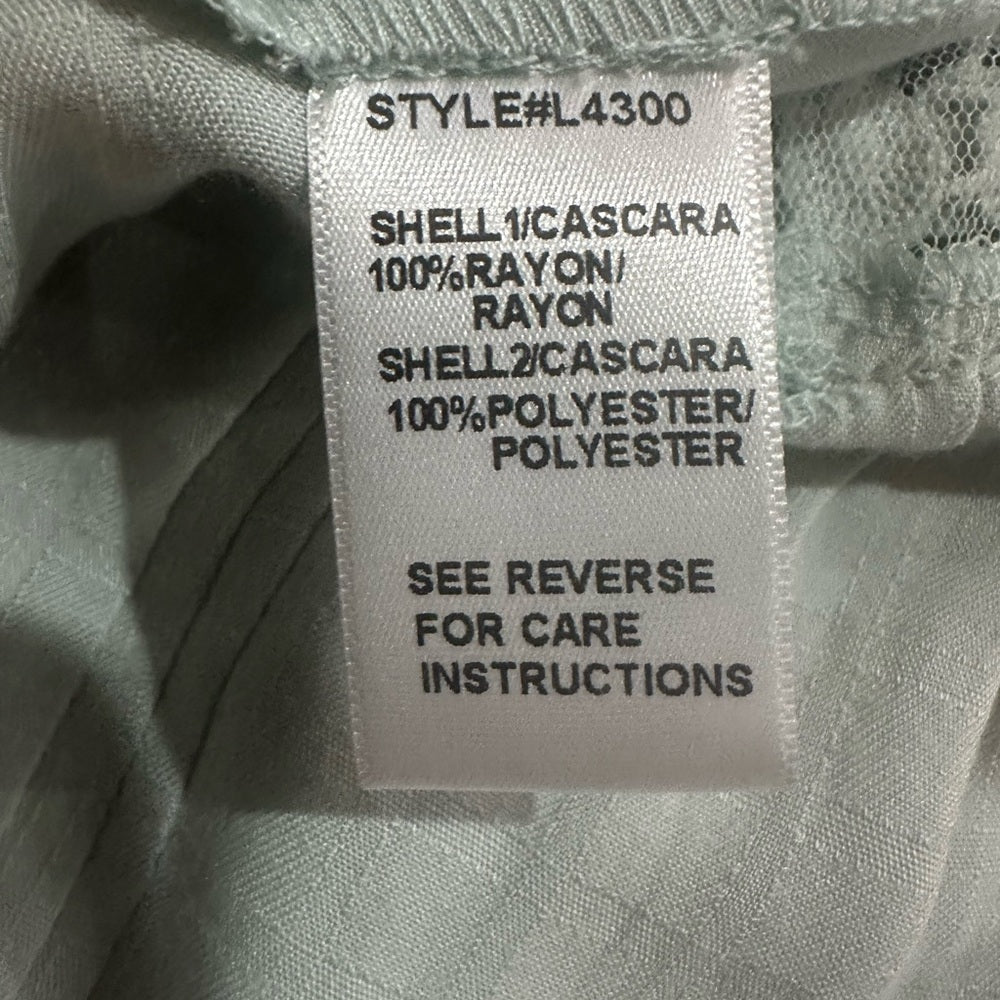 STYLE#L4300
SHELL1/CASCARA
100%RAYON/
RAYON
SHELL2/CASCARA
100%POLYESTER/
POLYESTER
SEE REVERSE
FOR CARE
INSTRUCTIONS